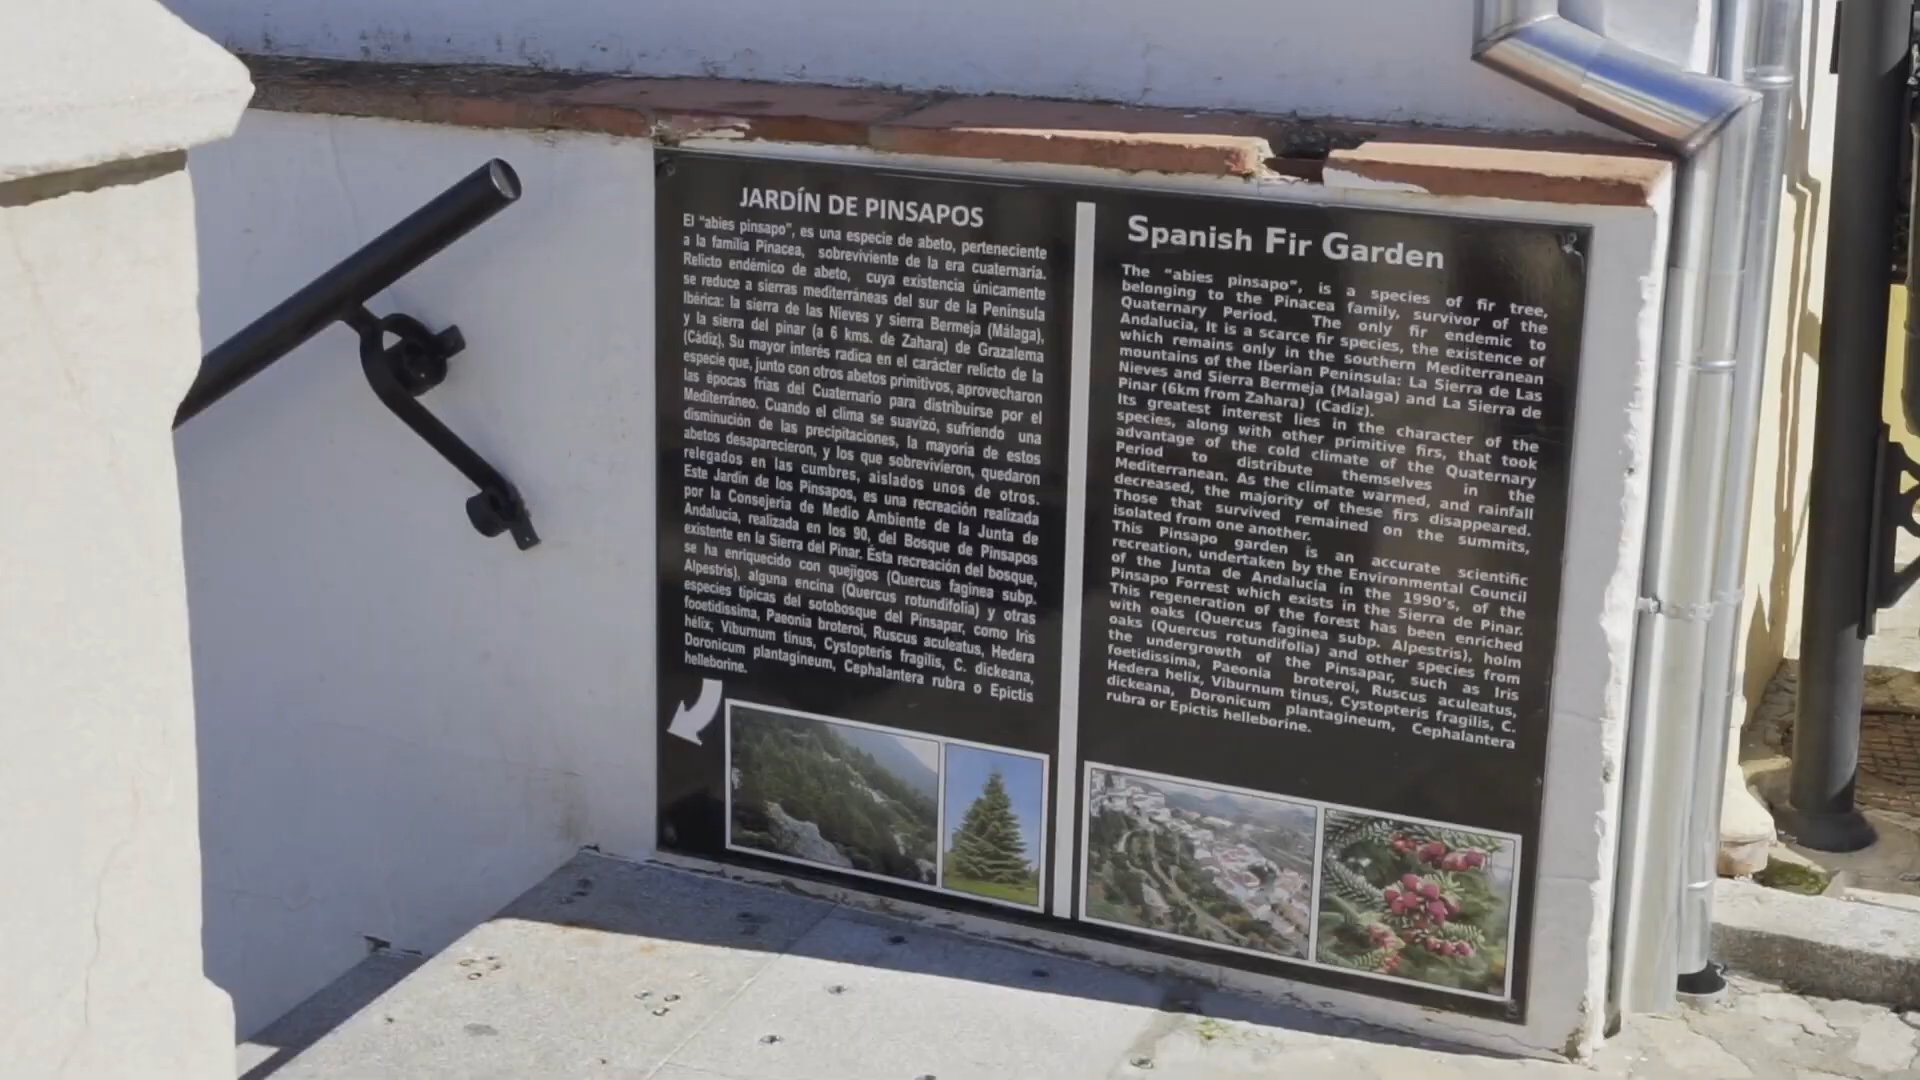 JARDÍN DE PINSAPOS
El "abies pinsapo", es una especie de abeto, perteneciente
a la familia Pinacea, sobreviviente de la era cuaternaria.
Relicto endémico de abeto, cuya existencia únicamente
se reduce a sierras mediterráneas del sur de la Península
Ibérica: la sierra de las Nieves y sierra Bermeja (Málaga),
y la sierra del pinar (a 6 kms. de Zahara) de Grazalema
(Cádiz). Su mayor interés radica en el carácter relicto de la
especie que, junto con otros abetos primitivos, aprovecharon
las épocas frías del Cuaternario para distribuirse por el
Mediterráneo. Cuando el clima se suavizó, sufriendo una
disminución de las precipitaciones, la mayoría de estos
abetos desaparecieron, y los que sobrevivieron, quedaron
relegados en las cumbres, aislados unos de otros.
Este Jardín de los Pinsapos, es una recreación realizada
por la Consejería de Medio Ambiente de la Junta de
Andalucía, realizada en los 90, del Bosque de Pinsapos
existente en la Sierra del Pinar. Ésta recreación del bosque,
se ha enriquecido con quejigos (Quercus faginea subp.
Alpestris), alguna encina (Quercus rotundifolia) y otras
especies típicas del sotobosque del Pinsapar, como Iris
fooetidissima, Paeonia broteroi, Ruscus aculeatus, Hedera
hélix, Viburnum tinus, Cystopteris fragilis, C. dickeana,
Doronicum plantagineum, Cephalantera rubra o Epictis
helleborine.
Spanish Fir Garden
The "abies pinsapo", is a species of fir tree,
belonging to the Pinacea family, survivor of the
Quaternary Period. The only fir endemic to
Andalucia, It is a scarce fir species, the existence of
which remains only in the southern Mediterranean
mountains of the Iberian Peninsula: La Sierra de Las
Nieves and Sierra Bermeja (Malaga) and La Sierra de
Pinar (6km from Zahara) (Cadiz).
Its greatest interest lies in the character of the
species, along with other primitive firs, that took
advantage of the cold climate of the Quaternary
Period to distribute themselves in the
Mediterranean. As the climate warmed, and rainfall
decreased, the majority of these firs disappeared.
Those that survived remained on the summits,
isolated from one another.
This Pinsapo garden is an accurate scientific
recreation, undertaken by the Environmental Council
of the Junta de Andalucia in the 1990's, of the
Pinsapo Forrest which exists in the Sierra de Pinar.
This regeneration of the forest has been enriched
with oaks (Quercus faginea subp. Alpestris), holm
oaks (Quercus rotundifola) and other species from
the undergrowth of the Pinsapar, such as Iris
foetidissima, Paeonia broteroi, Ruscus aculeatus,
Hedera helix, Viburnum tinus, Cystopteris fragilis, C.
dickeana, Doronicum plantagineum, Cephalantera
rubra or Epictis helleborine.